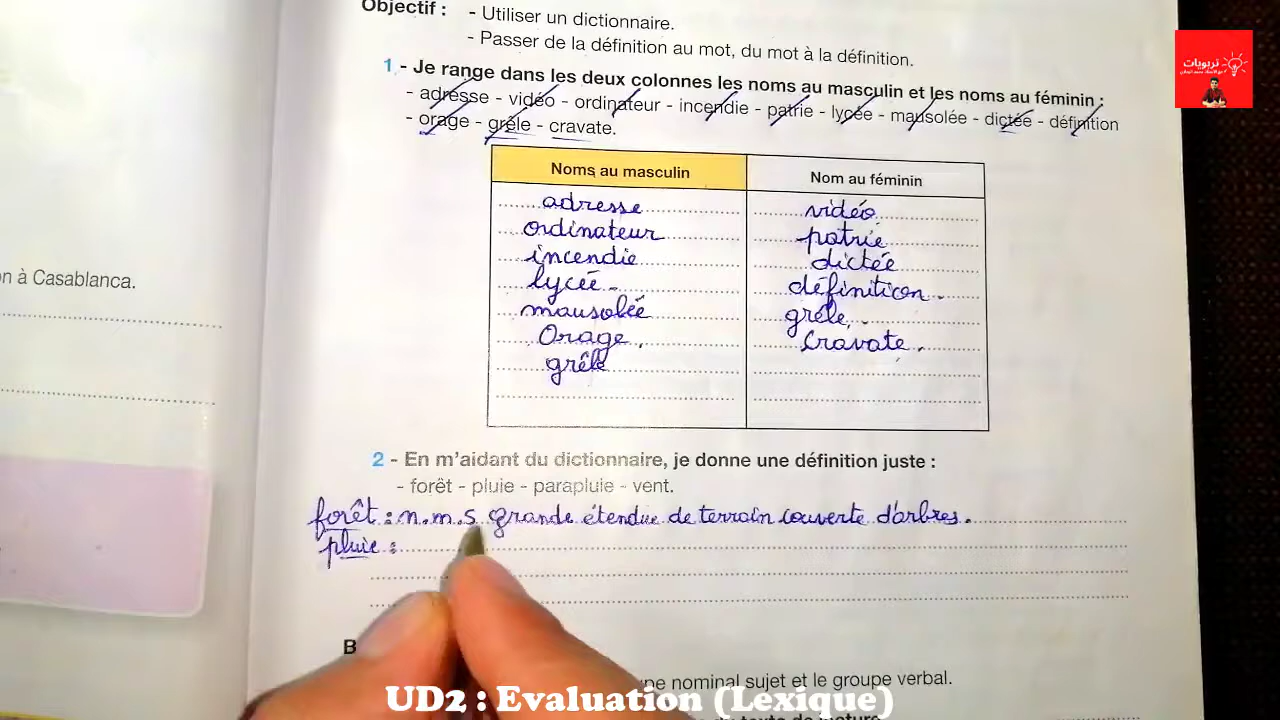 Objectif : - Utiliser un dictionnaire.
- Passer de la définition au mot, du mot à la définition.
1 - Je range dans les deux colonnes les noms au masculin et les noms au féminin :
- adresse - vidéo - ordinateur - incendie - patrie - lycée - mausolée - dictée - définition
- orage - grêle - cravate.
Noms au masculin Nom au féminin
adresse vidéo
ordinateur patrie
incendie dictée
lycée définition
mausolée grêle
Orage cravate
grêle
n à Casablanca.
2 - En m'aidant du dictionnaire, je donne une définition juste :
- forêt - pluie - parapluie - vent.
forêt : n.m.s grande étendue de terrain couverte d'arbres.
pluie :
B
nominal sujet et le groupe verbal.
تربويات
UD2 : Evaluation (Lexique)